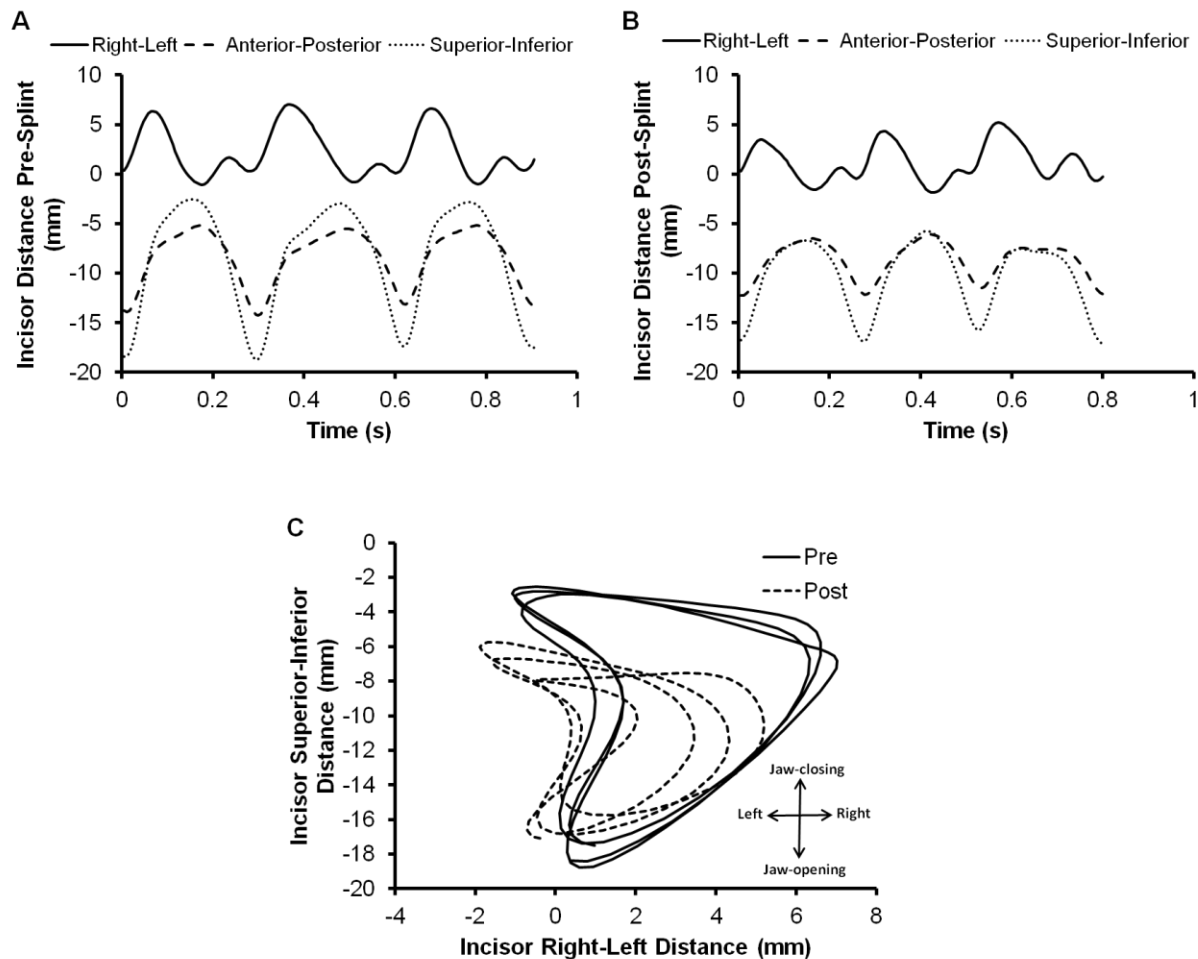 A
Right-Left Anterior-Posterior Superior-Inferior
Incisor Distance Pre-Splint
(mm)
10
5
0
-5
-10
-15
-20
0 0.2 0.4 0.6 0.8 1
Time (s)
B
Right-Left Anterior-Posterior Superior-Inferior
Incisor Distance Post-Splint
(mm)
10
5
0
-5
-10
-15
-20
0 0.2 0.4 0.6 0.8 1
Time (s)
C
Incisor Superior-Inferior
Distance (mm)
0
-2
-4
-6
-8
-10
-12
-14
-16
-18
-20
Pre
Post
Jaw-closing
Left Right
Jaw-opening
-4 -2 0 2 4 6 8
Incisor Right-Left Distance (mm)